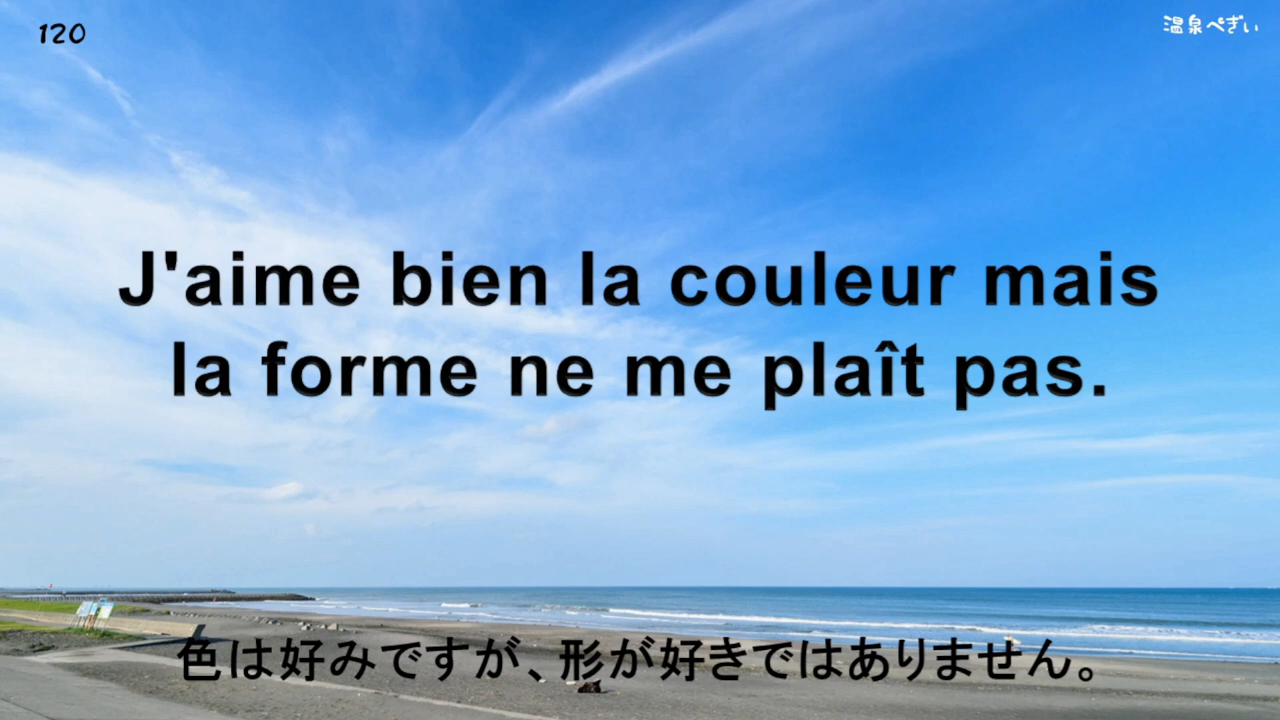 120
温泉ぺぎぃ
J'aime bien la couleur mais
la forme ne me plaît pas.
色は好みですが、形が好きではありません。